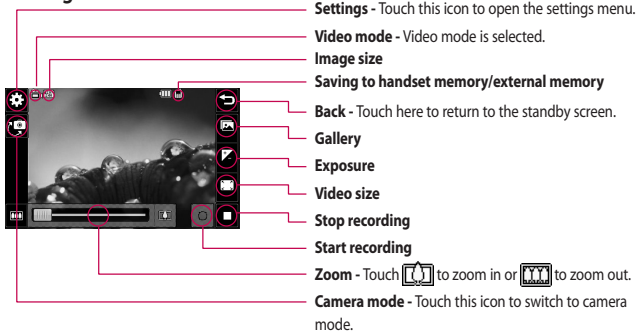 Settings - Touch this icon to open the settings menu.
Video mode - Video mode is selected.
Image size
Saving to handset memory/external memory
Back - Touch here to return to the standby screen.
Gallery
Exposure
Video size
Stop recording
Start recording
Zoom - Touch to zoom in or to zoom out.
Camera mode - Touch this icon to switch to camera
mode.